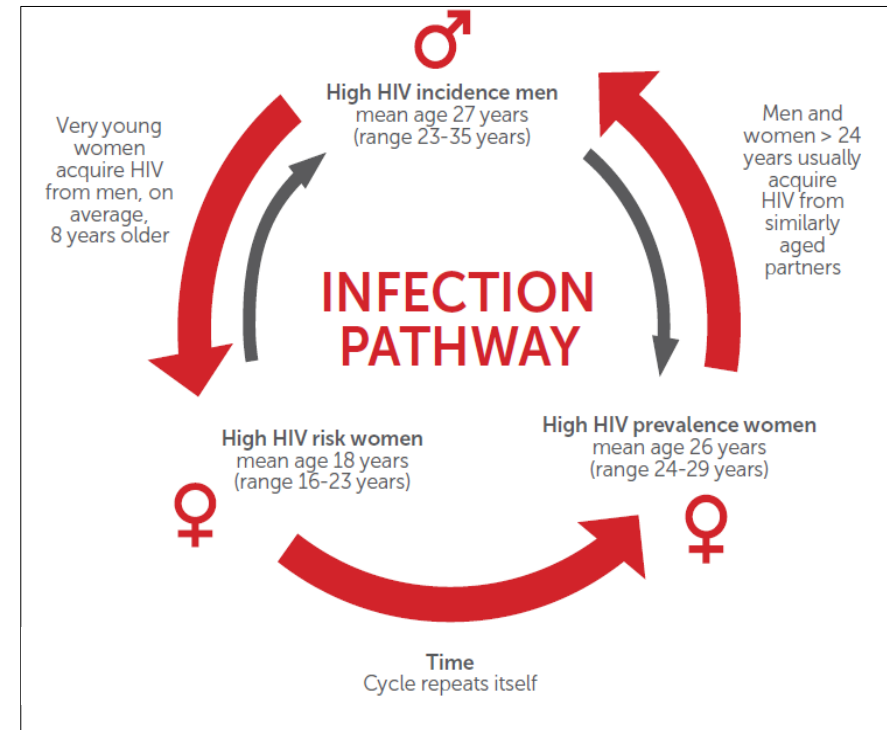 High HIV incidence men
mean age 27 years
(range 23-35 years)
Very young
women
acquire HIV
from men, on
average,
8 years older
Men and
women > 24
years usually
acquire
HIV from
similarly
aged
partners
INFECTION
PATHWAY
High HIV risk women
mean age 18 years
(range 16-23 years)
High HIV prevalence women
mean age 26 years
(range 24-29 years)
Time
Cycle repeats itself